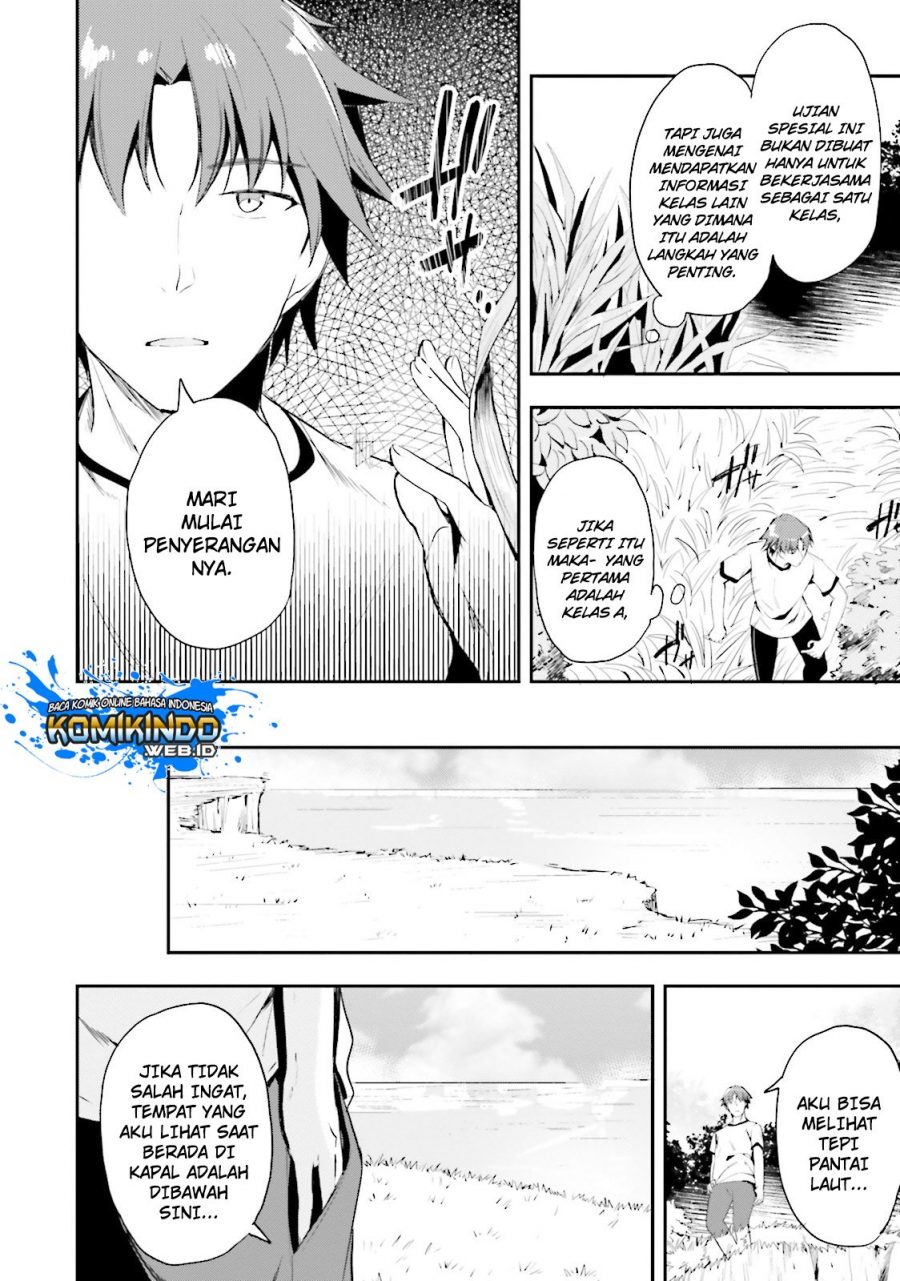 UJIAN
SPESIAL INI
BUKAN DIBUAT
HANYA UNTUK
BEKERJASAMA
SEBAGAI SATU
KELAS,
TAPI JUGA
MENGENAI
MENDAPATKAN
INFORMASI
KELAS LAIN
YANG DIMANA
ITU ADALAH
LANGKAH YANG
PENTING.
JIKA
SEPERTI ITU
MAKA- YANG
PERTAMA
ADALAH
KELAS A,
MARI
MULAI
PENYERANGAN
NYA.
BACA KOMIK ONLINE BAHASA INDONESIA
KOMIKINDO
WEB.ID
AKU BISA
MELIHAT
TEPI
PANTAI
LAUT...
JIKA TIDAK
SALAH INGAT,
TEMPAT YANG
AKU LIHAT SAAT
BERADA DI
KAPAL ADALAH
DIBAWAH
SINI...